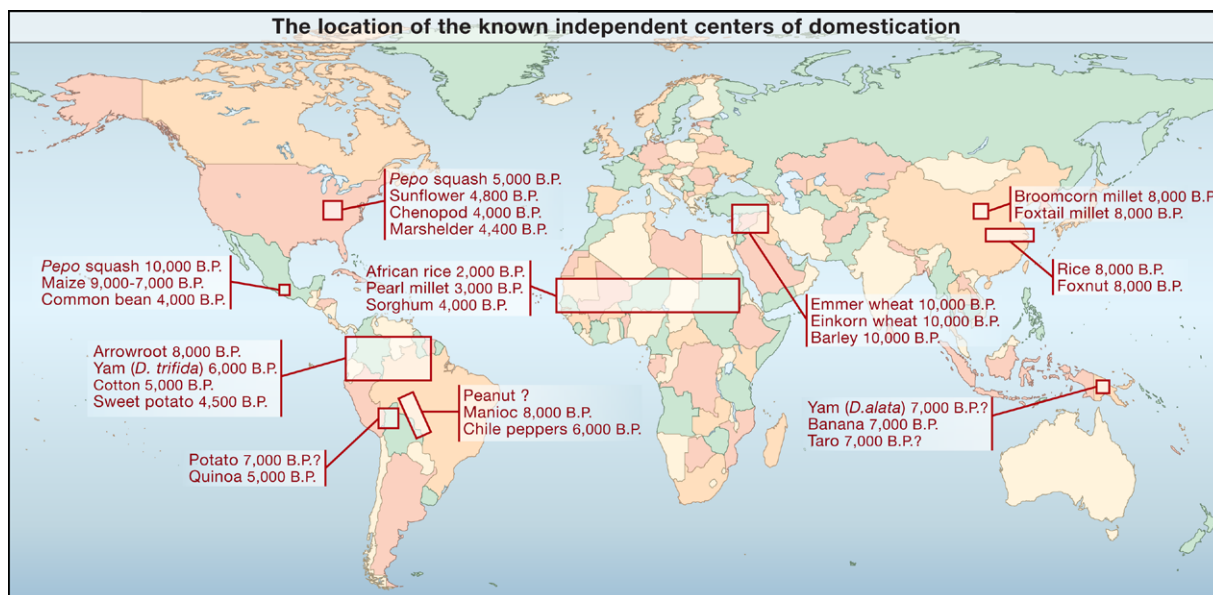 The location of the known independent centers of domestication
Pepo squash 5,000 B.P.
Sunflower 4,800 B.P.
Chenopod 4,000 B.P.
Marshelder 4,400 B.P.
Broomcorn millet 8,000 B.P.
Foxtail millet 8,000 B.P.
Pepo squash 10,000 B.P.
Maize 9,000-7,000 B.P.
Common bean 4,000 B.P.
African rice 2,000 B.P.
Pearl millet 3,000 B.P.
Sorghum 4,000 B.P.
Rice 8,000 B.P.
Foxnut 8,000 B.P.
Emmer wheat 10,000 B.P.
Einkorn wheat 10,000 B.P.
Barley 10,000 B.P.
Arrowroot 8,000 B.P.
Yam (D. trifida) 6,000 B.P.
Cotton 5,000 B.P.
Sweet potato 4,500 B.P.
Peanut ?
Manioc 8,000 B.P.
Chile peppers 6,000 B.P.
Yam (D.alata) 7,000 B.P.?
Banana 7,000 B.P.
Taro 7,000 B.P.?
Potato 7,000 B.P.?
Quinoa 5,000 B.P.